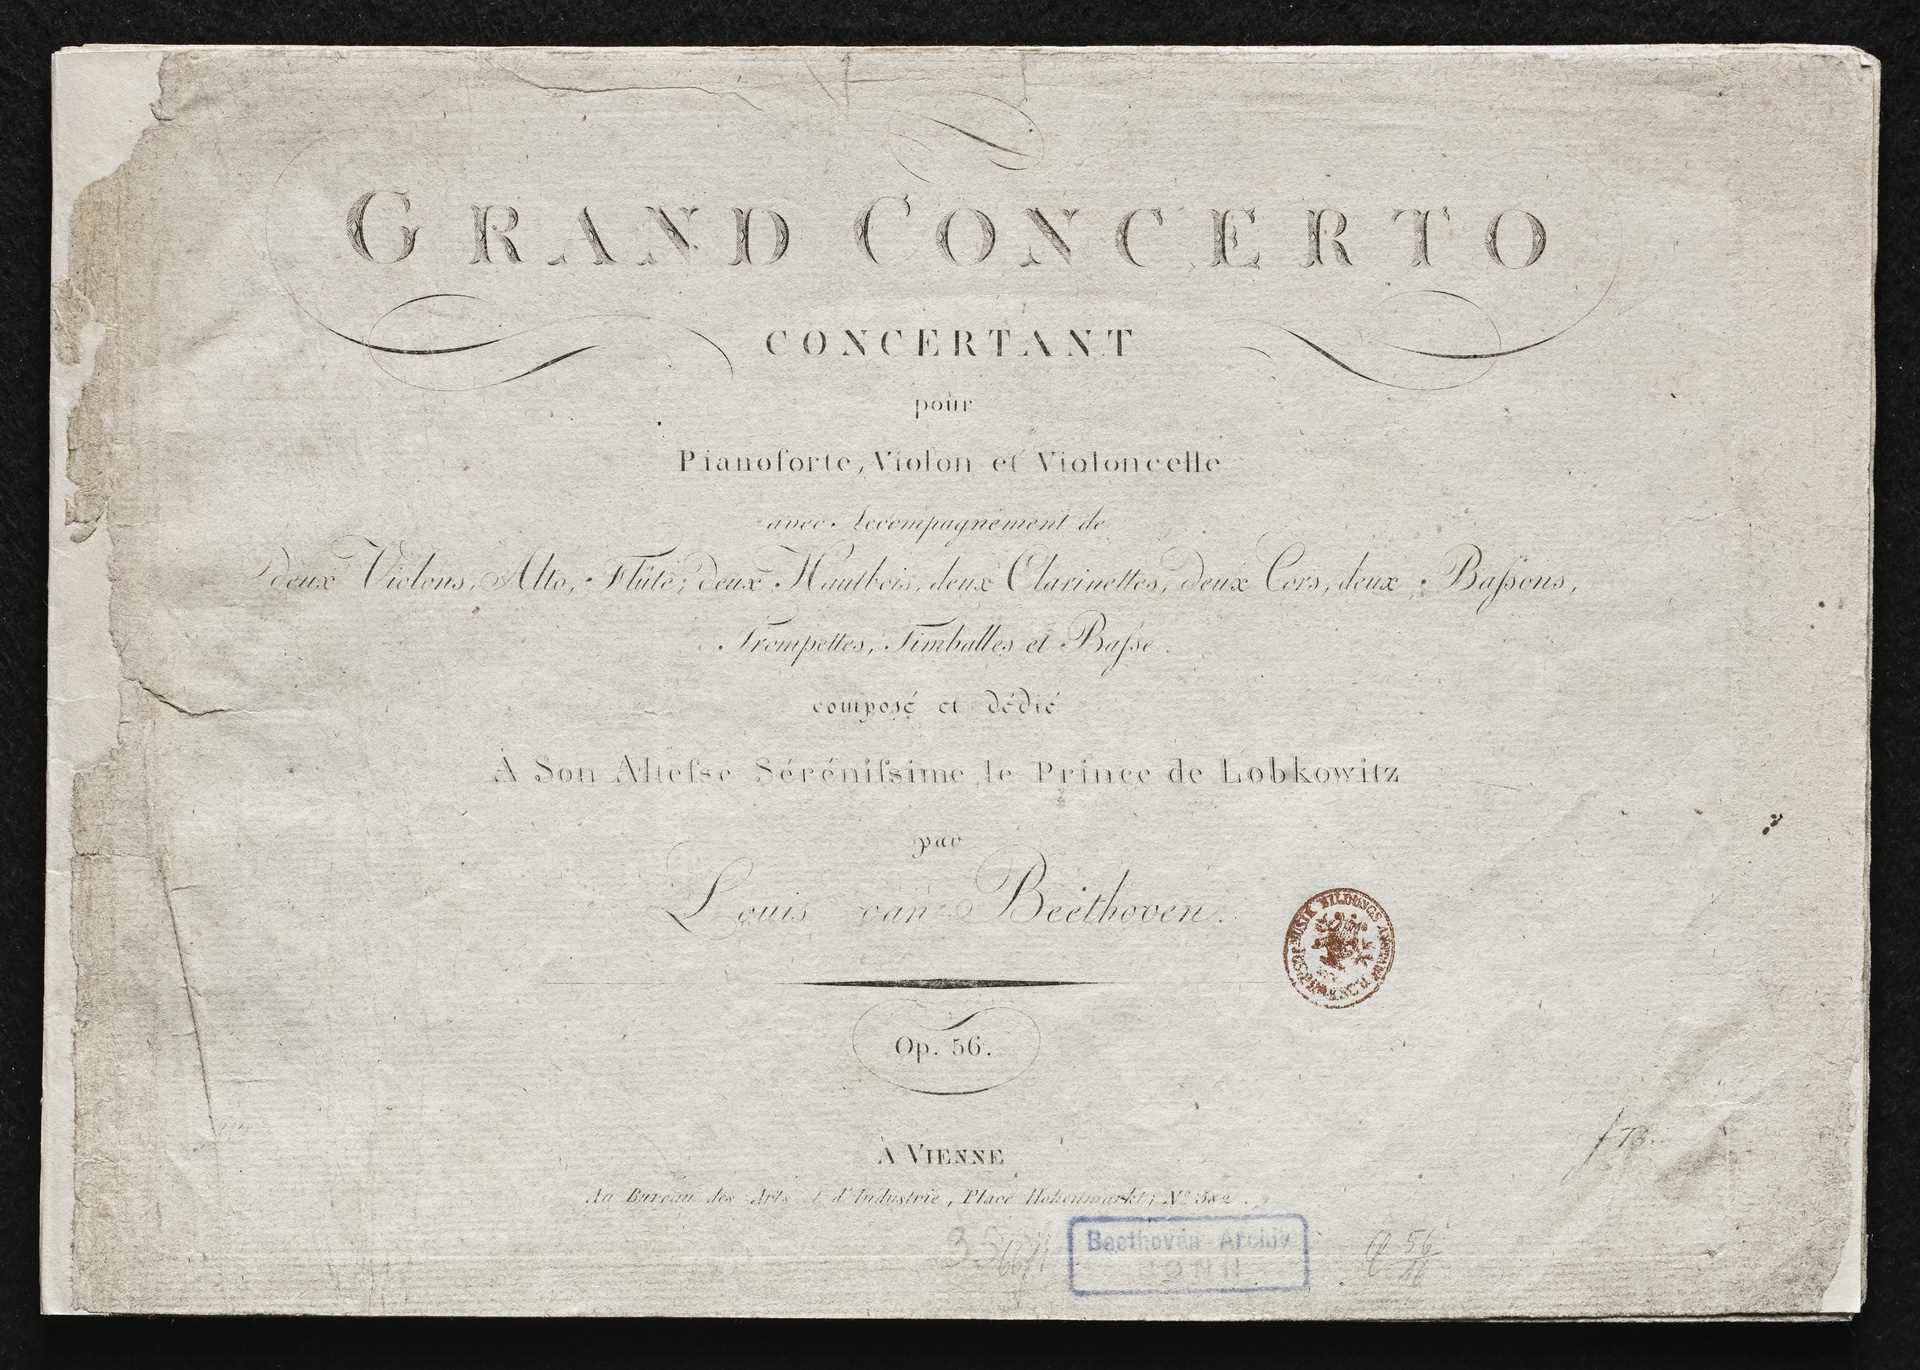 GRAND CONCERTO
CONCERTANT
pour
Pianoforte, Violon et Violoncelle
avec Accompagnement de
deux Violons, Alto, Flûte, deux Hautbois, deux Clarinettes, deux Cors, deux Baſsons,
Trompettes, Timballes et Baſse.
composé et dédié
À Son Alteſse Séréniſsime le Prince de Lobkowitz
par
Louis van Beethoven.
Op. 56.
À VIENNE
Au Bureau des Arts et d'Industrie, Place Hohenmarkt, Nº 582.
Beethoven-Archiv
BONN
56